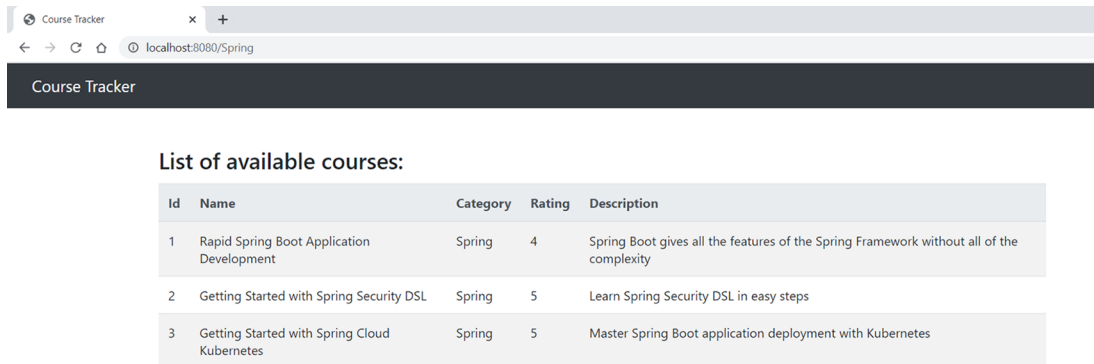 Course Tracker
localhost:8080/Spring
Course Tracker
List of available courses:
Id Name Category Rating Description
1 Rapid Spring Boot Application Spring 4 Spring Boot gives all the features of the Spring Framework without all of the
Development complexity
2 Getting Started with Spring Security DSL Spring 5 Learn Spring Security DSL in easy steps
3 Getting Started with Spring Cloud Spring 5 Master Spring Boot application deployment with Kubernetes
Kubernetes